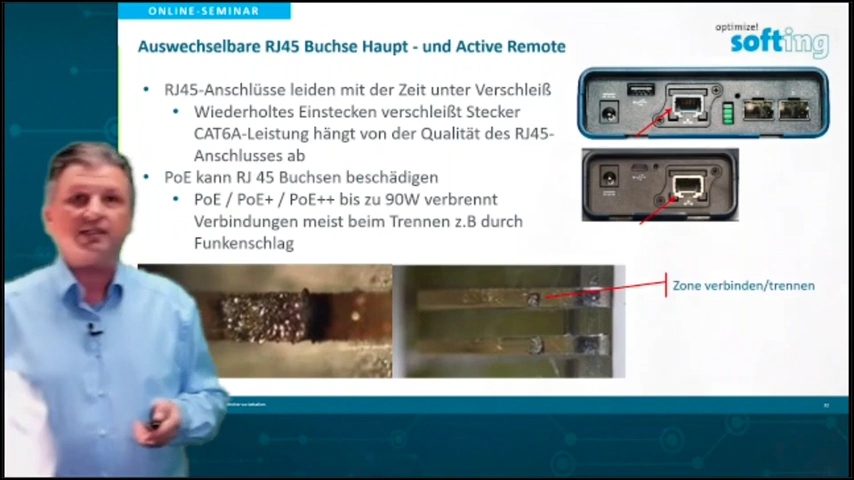 ONLINE-SEMINAR
optimize!
softing
Auswechselbare RJ45 Buchse Haupt - und Active Remote
• RJ45-Anschlüsse leiden mit der Zeit unter Verschleiß
• Wiederholtes Einstecken verschleißt Stecker
CAT6A-Leistung hängt von der Qualität des RJ45-
Anschlusses ab
• PoE kann RJ 45 Buchsen beschädigen
• PoE / PoE+ / PoE++ bis zu 90W verbrennt
Verbindungen meist beim Trennen z.B durch
Funkenschlag
Zone verbinden/trennen